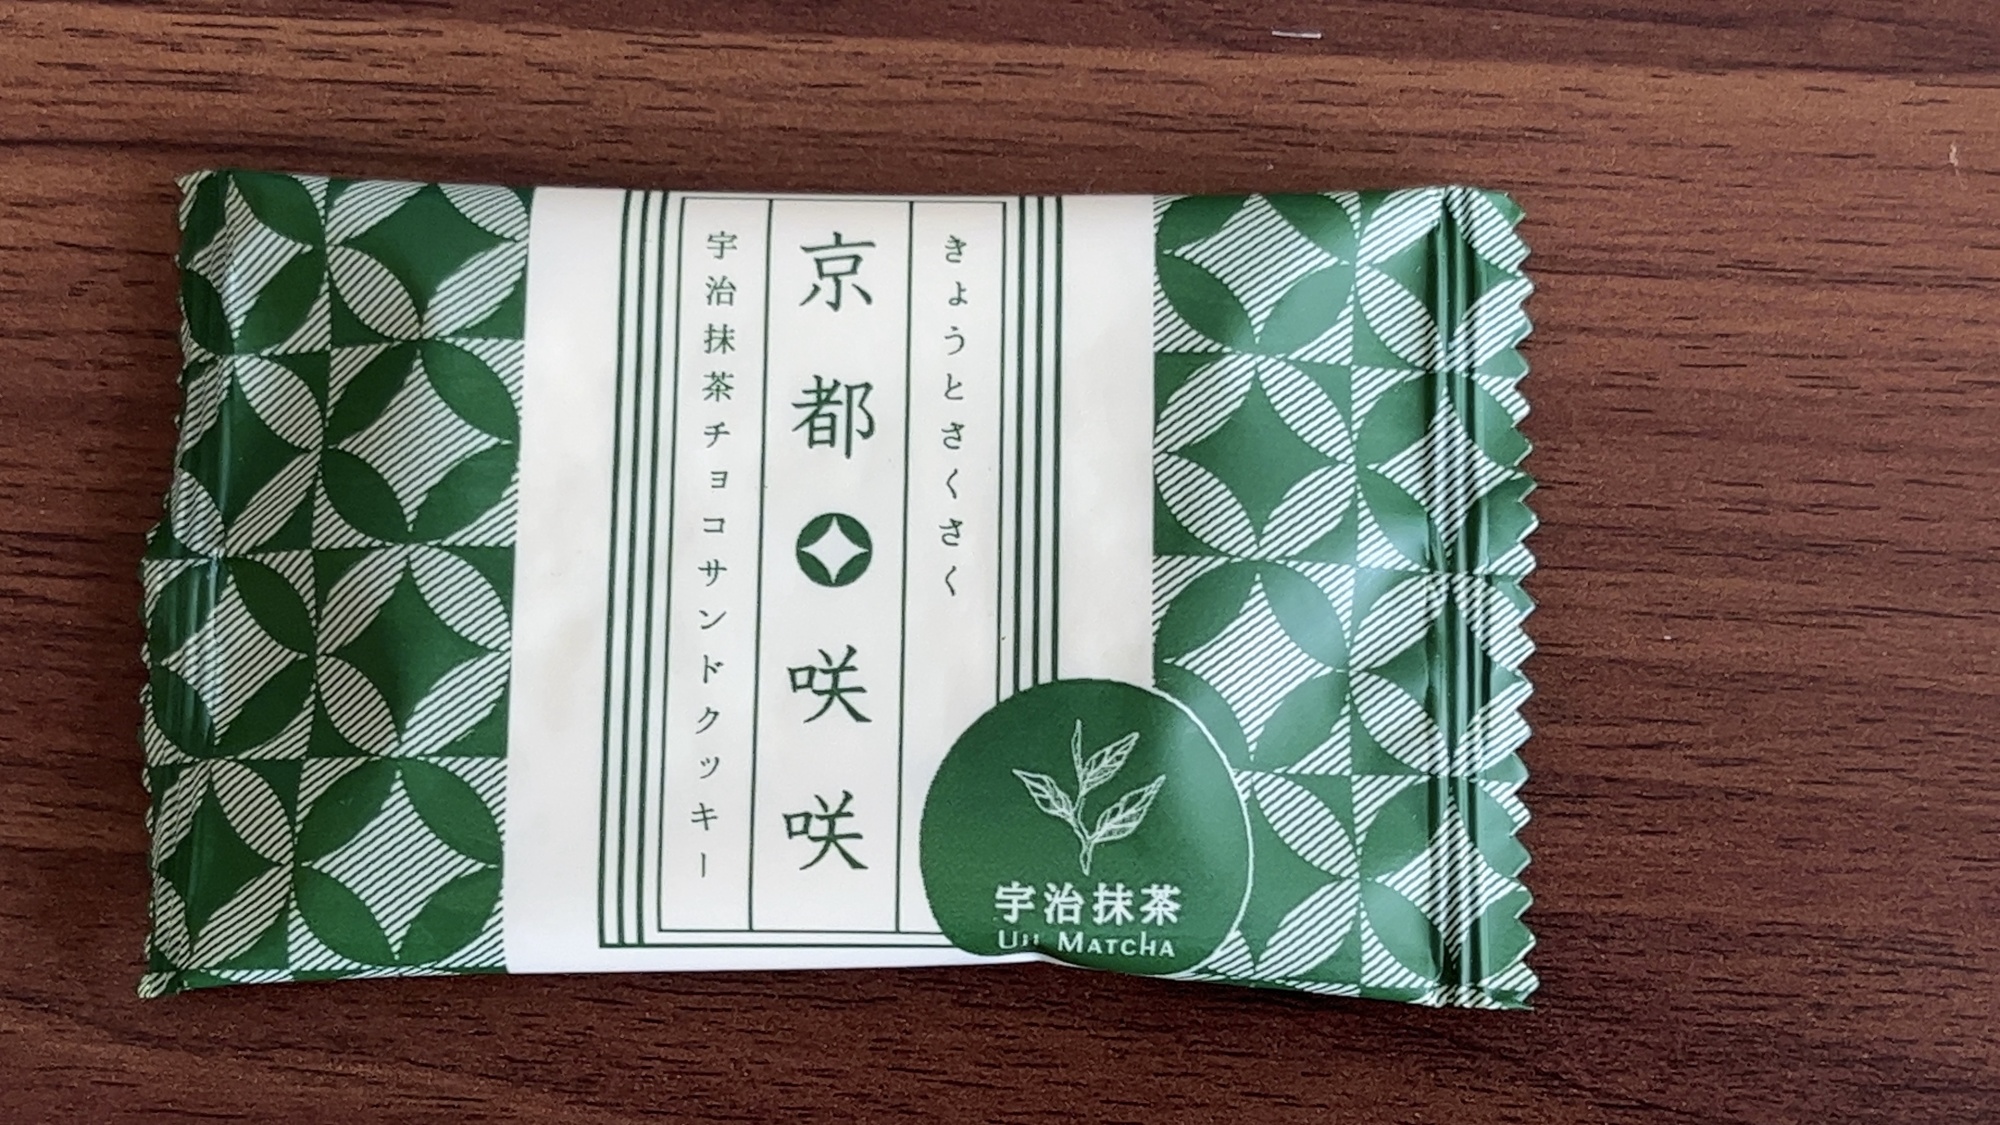 きょうとさくさく
京都咲咲
宇治抹茶チョコサンドクッキー
宇治抹茶
Uji Matcha